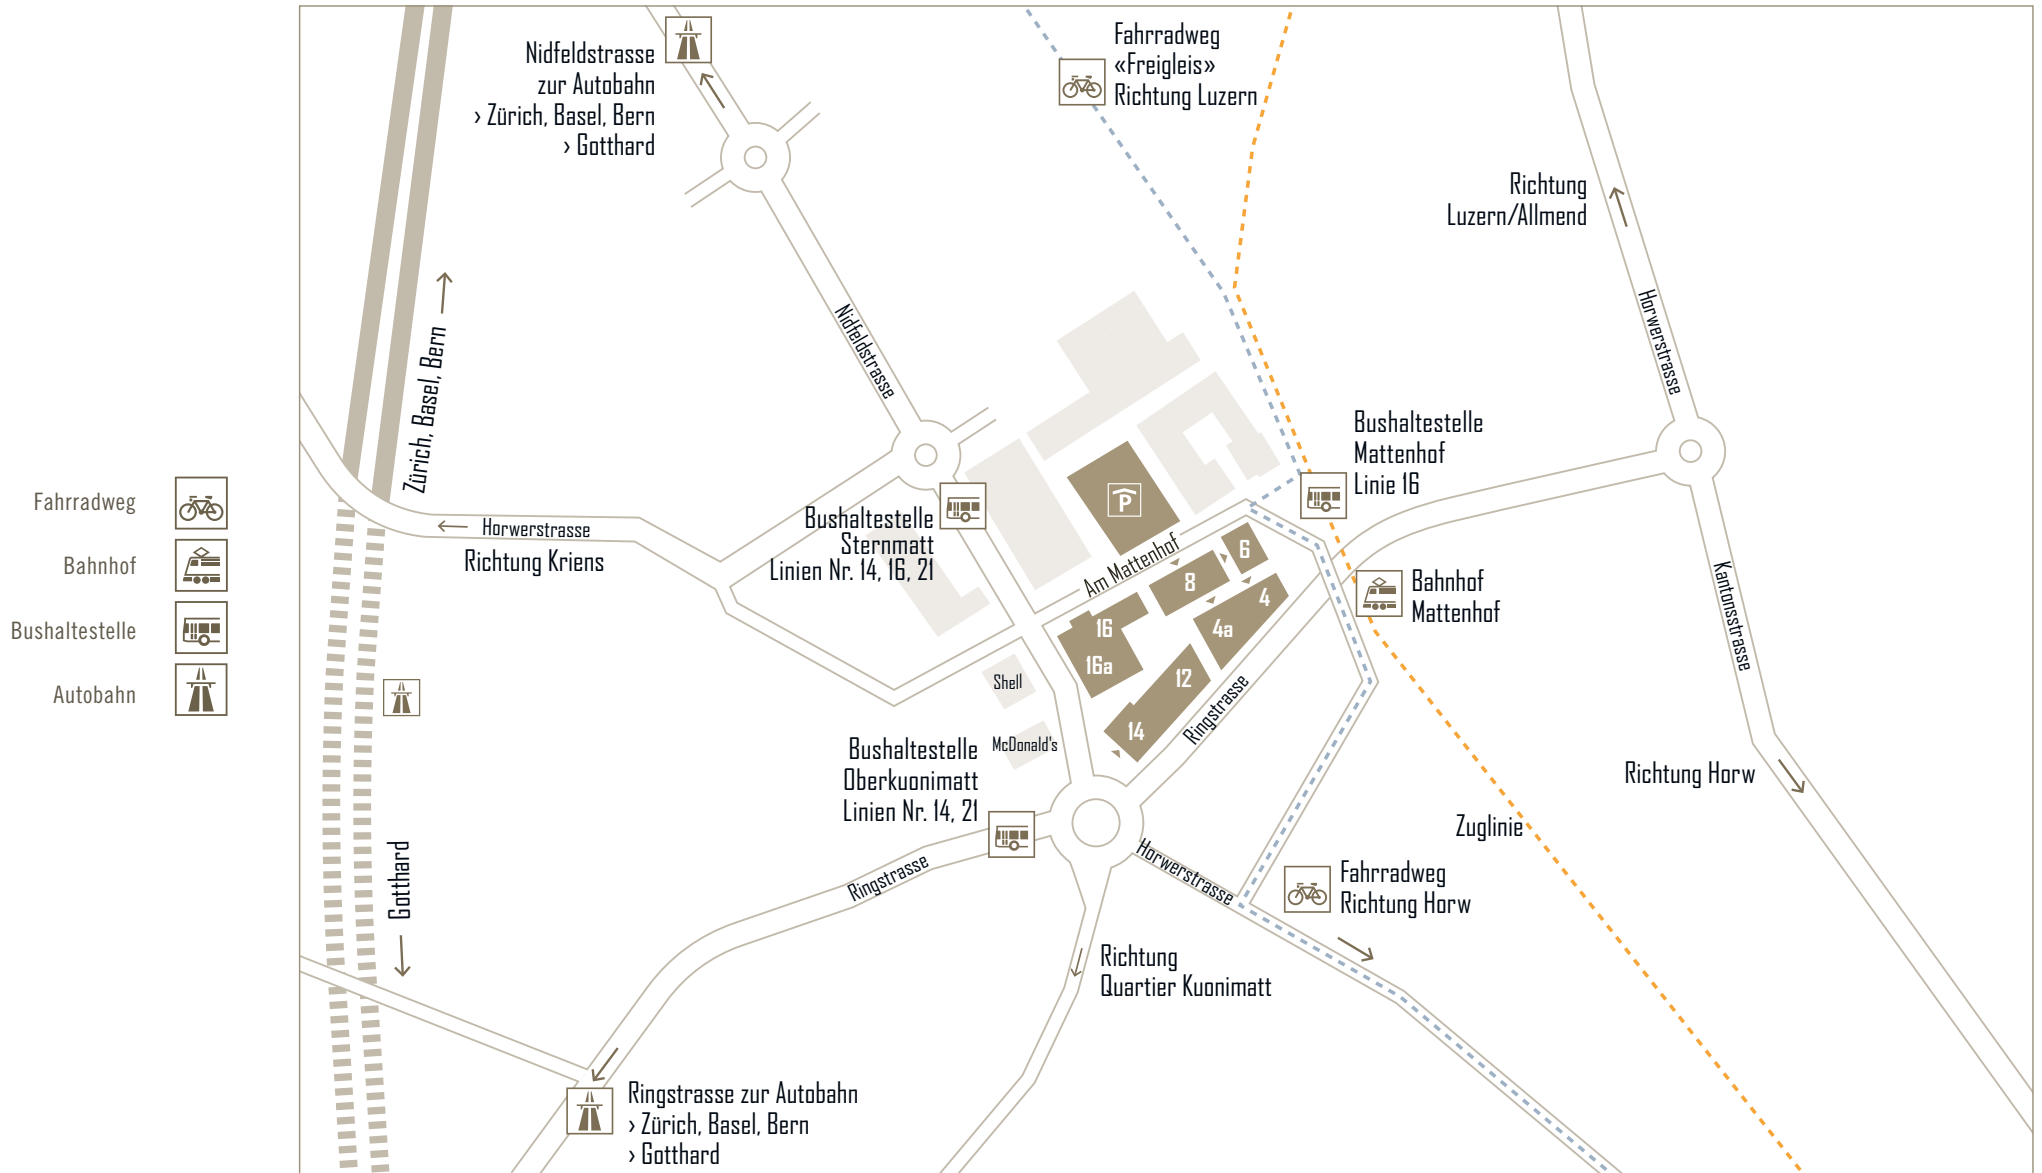 Fahrradweg
Bahnhof
Bushaltestelle
Autobahn
Nidfeldstrasse
zur Autobahn
› Zürich, Basel, Bern
› Gotthard
Fahrradweg
«Freigleis»
Richtung Luzern
Richtung
Luzern/Allmend
Horwerstrasse
Nidfeldstrasse
Zürich, Basel, Bern
Bushaltestelle
Mattenhof
Linie 16
P
Horwerstrasse
Richtung Kriens
Bushaltestelle
Sternmatt
Linien Nr. 14, 16, 21
Am Mattenhof
6
8
4
4a
16
16a
12
14
Bahnhof
Mattenhof
Kantonsstrasse
Shell
McDonald's
Ringstrasse
Bushaltestelle
Oberkuonimatt
Linien Nr. 14, 21
Richtung Horw
Zuglinie
Gotthard
Ringstrasse
Horwerstrasse
Fahrradweg
Richtung Horw
Richtung
Quartier Kuonimatt
Ringstrasse zur Autobahn
› Zürich, Basel, Bern
› Gotthard